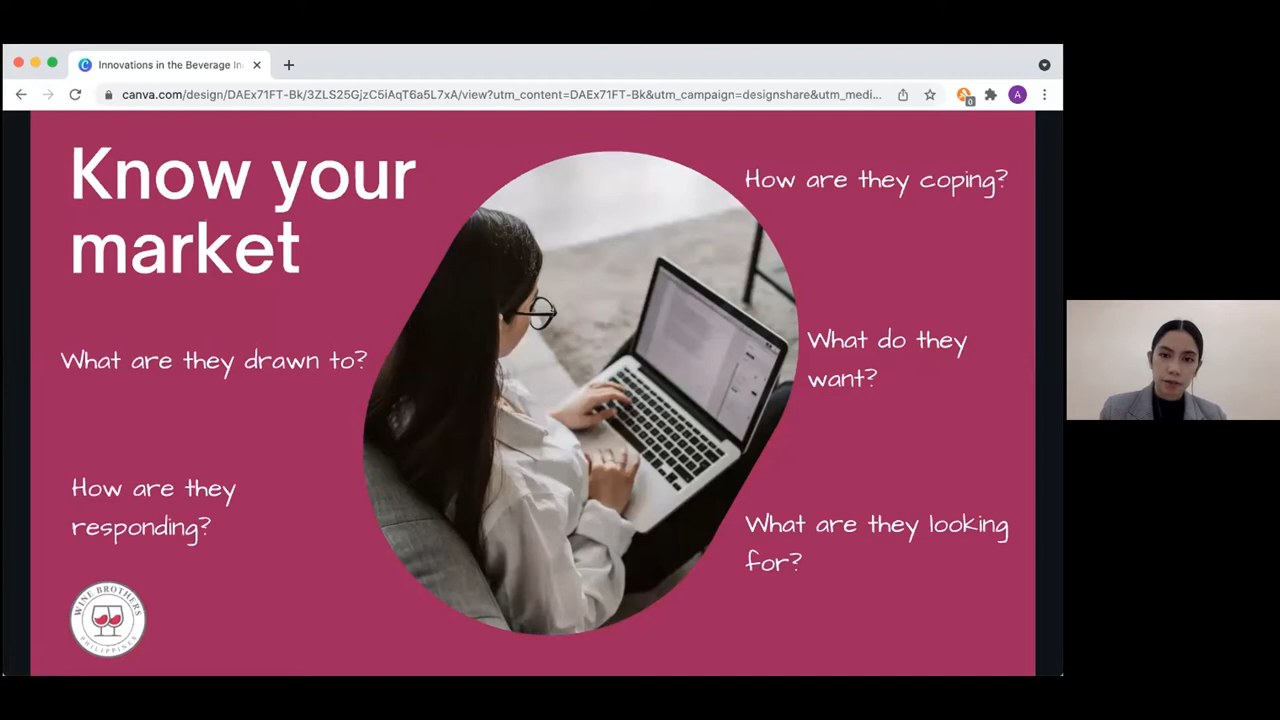 Innovations in the Beverage In
canva.com/design/DAEx71FT-Bk/3ZLS25GjzC5iAqT6a5L7xA/view?utm_content=DAEx71FT-Bk&utm_campaign=designshare&utm_medi...
0
A
Know your
market
How are they coping?
What are they drawn to?
What do they
want?
How are they
responding?
What are they looking
for?
WINE BROTHERS
PHILIPPINES